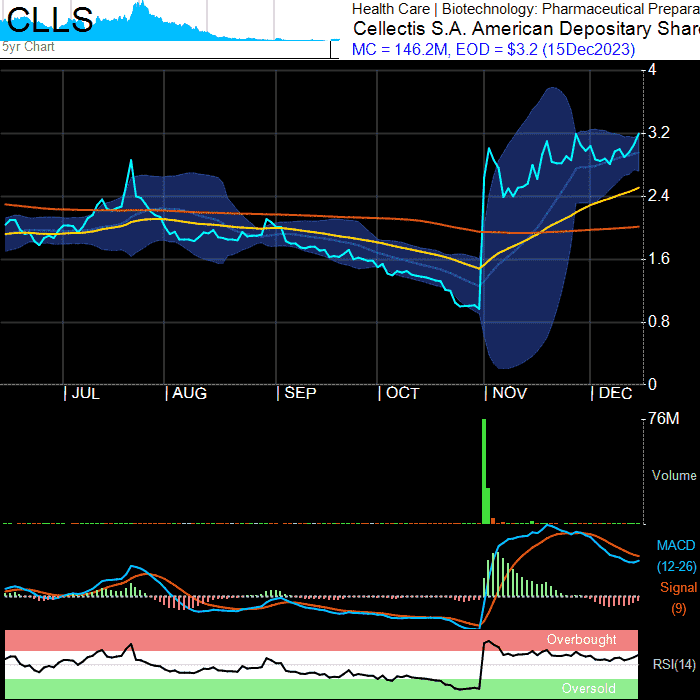 CLLS
5yr Chart
Health Care | Biotechnology: Pharmaceutical Prepara
Cellectis S.A. American Depositary Shar
MC = 146.2M, EOD = $3.2 (15Dec2023)
4
3.2
2.4
1.6
0.8
0
| JUL | AUG | SEP | OCT | NOV | DEC
76M
Volume
MACD
(12-26)
Signal
(9)
Overbought
RSI(14)
Oversold